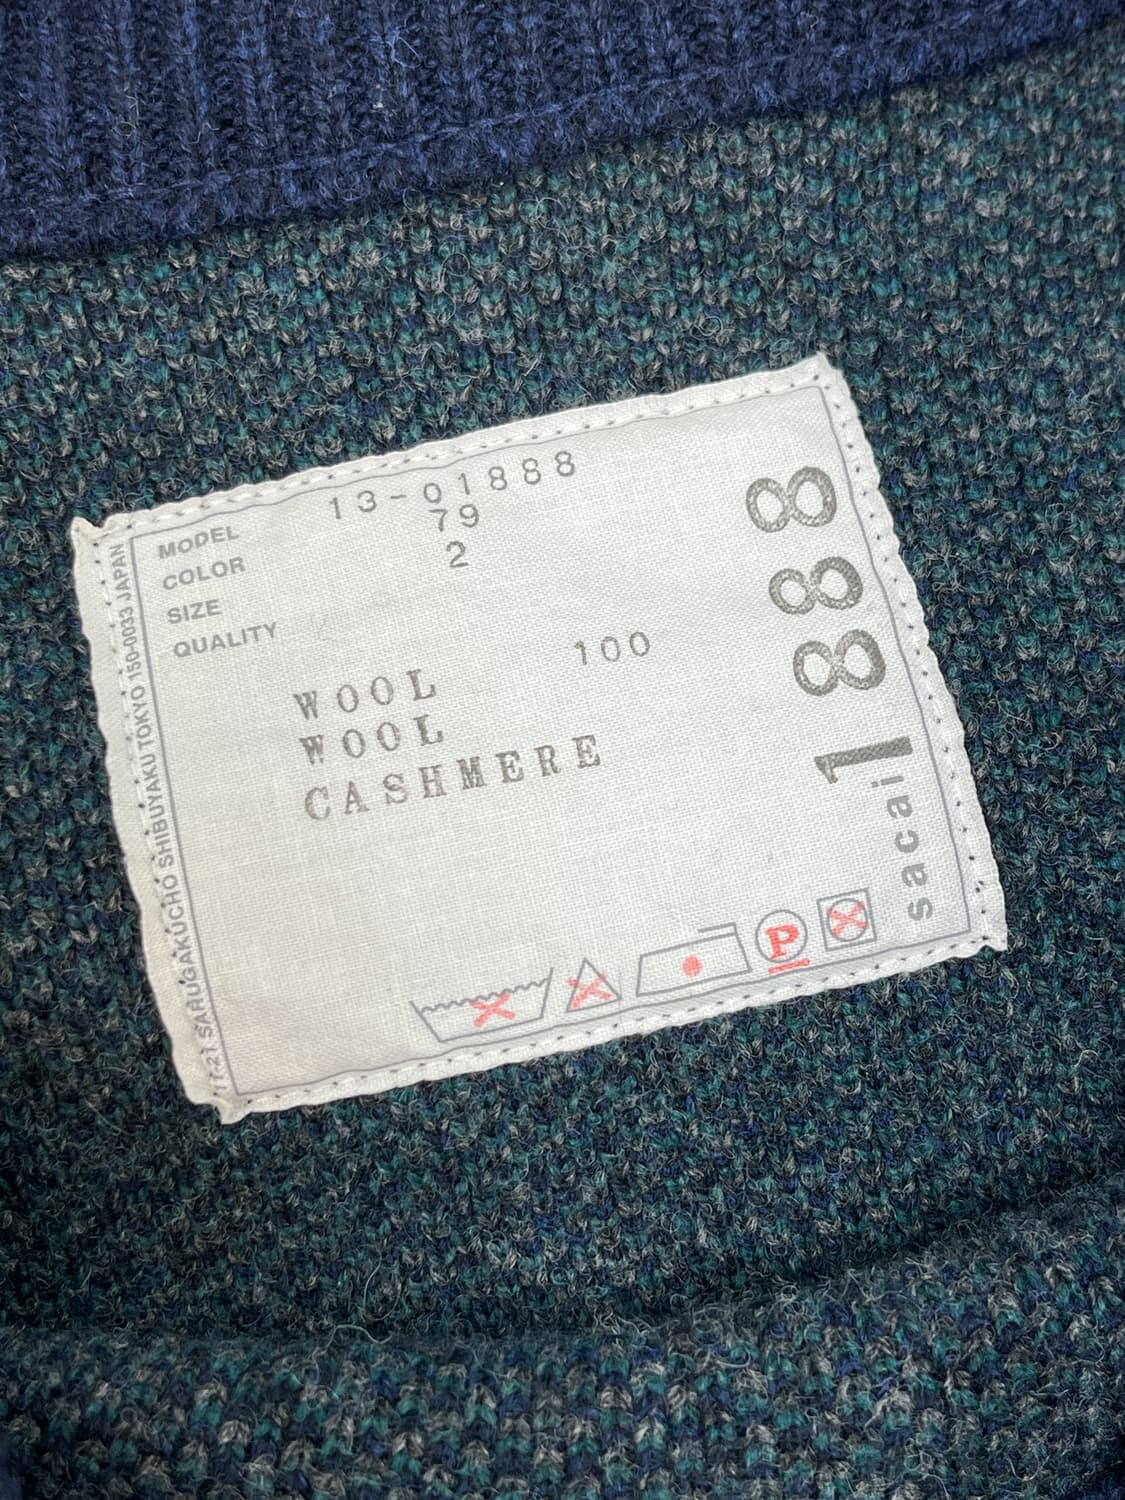 MODEL 13-01888
COLOR 79
SIZE 2
QUALITY
WOOL 100
WOOL
CASHMERE
1888
sacai
P
17-21 SARUGAKUCHO SHIBUYAKU TOKYO 150-0033 JAPAN